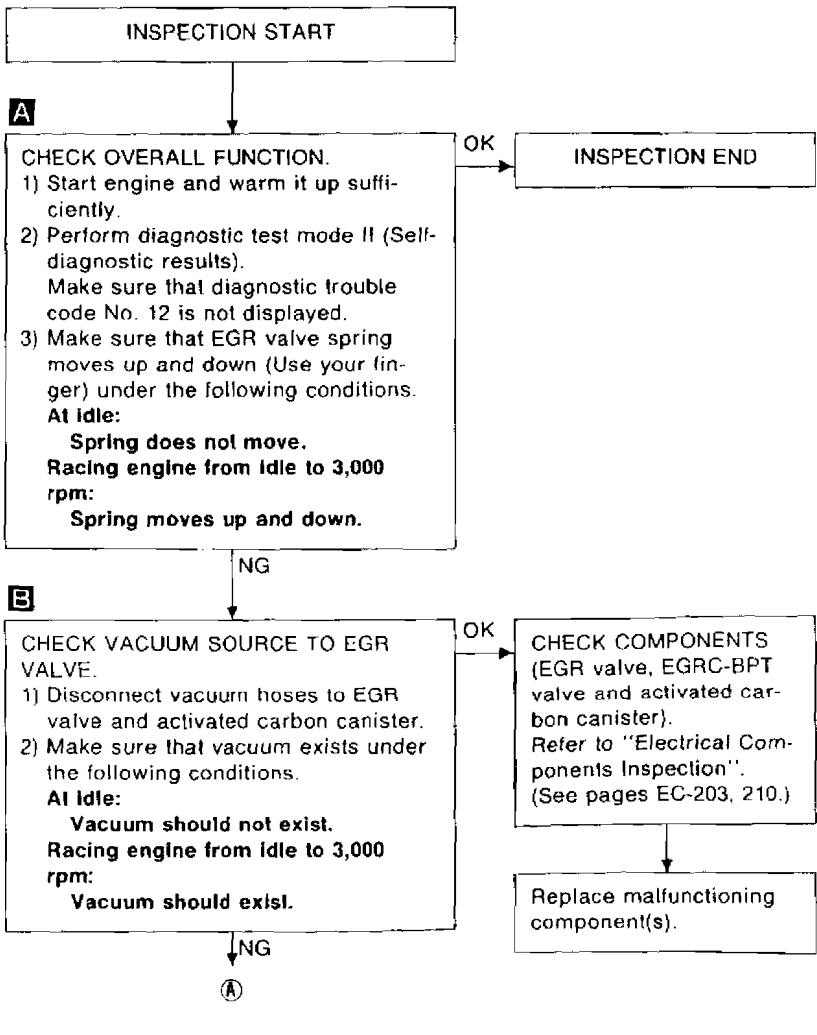 INSPECTION START
A
CHECK OVERALL FUNCTION.
1) Start engine and warm it up suffi-
ciently.
2) Perform diagnostic test mode II (Self-
diagnostic results).
Make sure that diagnostic trouble
code No. 12 is not displayed.
3) Make sure that EGR valve spring
moves up and down (Use your fin-
ger) under the following conditions.
At idle:
Spring does not move.
Racing engine from idle to 3,000
rpm:
Spring moves up and down.
OK
INSPECTION END
NG
B
CHECK VACUUM SOURCE TO EGR
VALVE.
1) Disconnect vacuum hoses to EGR
valve and activated carbon canister.
2) Make sure that vacuum exists under
the following conditions.
At idle:
Vacuum should not exist.
Racing engine from idle to 3,000
rpm:
Vacuum should exist.
OK
CHECK COMPONENTS
(EGR valve, EGRC-BPT
valve and activated car-
bon canister).
Refer to "Electrical Com-
ponents Inspection".
(See pages EC-203, 210.)
Replace malfunctioning
component(s).
NG
Ⓐ